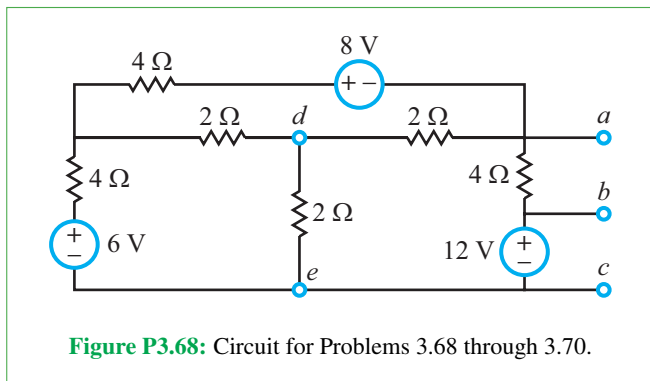 8 V
4 Ω
+ −
2 Ω d 2 Ω a
4 Ω 4 Ω b
2 Ω
+ − 6 V 12 V + −
e c
Figure P3.68: Circuit for Problems 3.68 through 3.70.